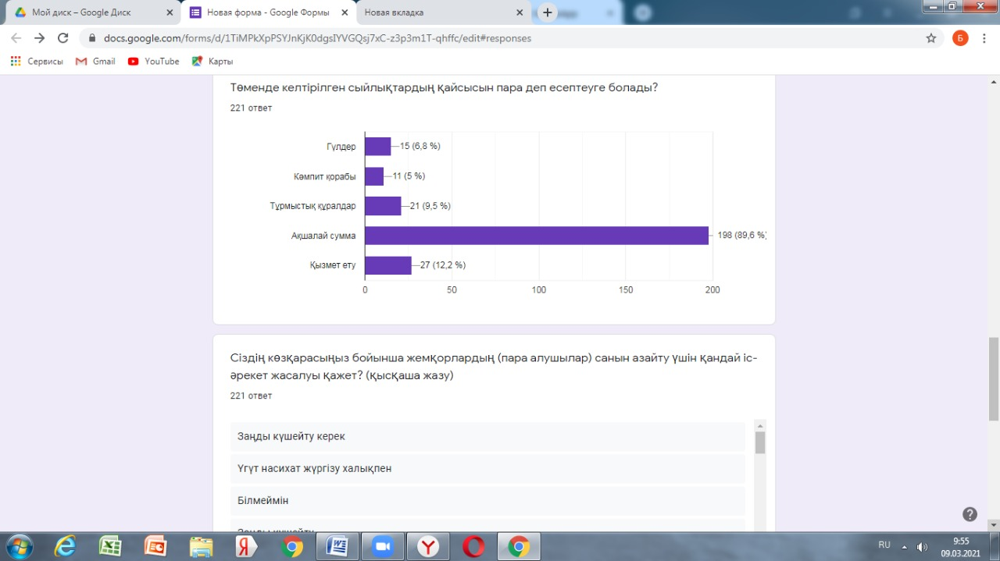 Мой диск – Google Диск
Новая форма - Google Формы
Новая вкладка
docs.google.com/forms/d/1TiMPkXpPSYJnKjK0dgsIYVGQsj7xC-z3p3m1T-qhffc/edit#responses
Б
Сервисы
Gmail
YouTube
Карты
Төменде келтірілген сыйлықтардың қайсысын пара деп есептеуге болады?
221 ответ
Гүлдер
15 (6,8 %)
Кәмпит қорабы
11 (5 %)
Тұрмыстық құралдар
21 (9,5 %)
Ақшалай сумма
198 (89,6 %)
Қызмет ету
27 (12,2 %)
0 50 100 150 200
Сіздің көзқарасыңыз бойынша жемқорлардың (пара алушылар) санын азайту үшін қандай іс-
әрекет жасалуы қажет? (қысқаша жазу)
221 ответ
Заңды күшейту керек
Үгүт насихат жүргізу халықпен
Білмеймін
Заңды күшейту
RU
9:55
09.03.2021